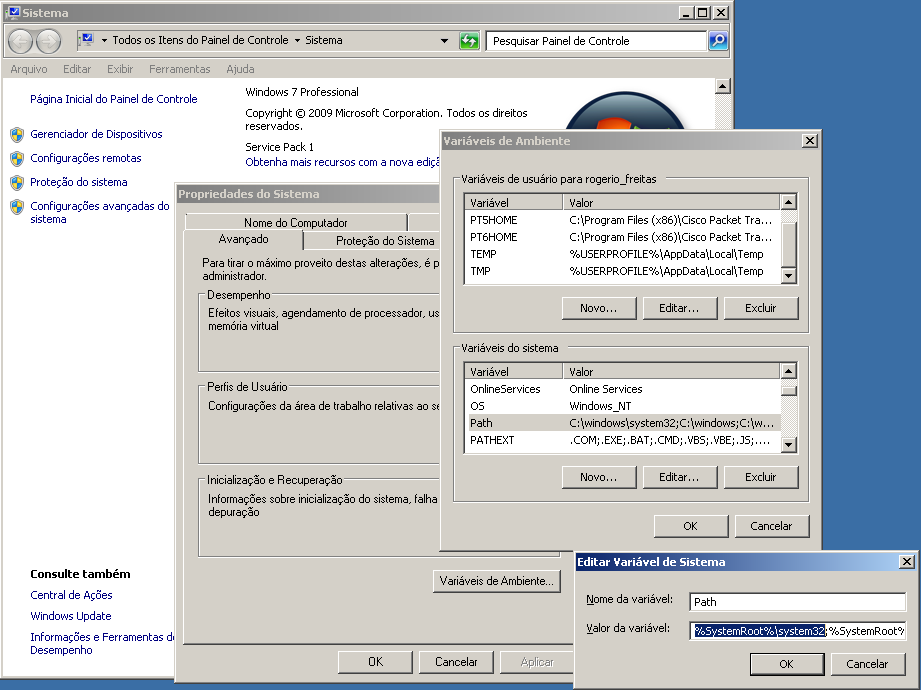 Sistema
Todos os Itens do Painel de Controle
Sistema
Pesquisar Painel de Controle
Arquivo Editar Exibir Ferramentas Ajuda
Página Inicial do Painel de Controle
Gerenciador de Dispositivos
Configurações remotas
Proteção do sistema
Configurações avançadas do
sistema
Consulte também
Central de Ações
Windows Update
Informações e Ferramentas de
Desempenho
Windows 7 Professional
Copyright © 2009 Microsoft Corporation. Todos os direitos
reservados.
Service Pack 1
Obtenha mais recursos com a nova ediçã
Propriedades do Sistema
Nome do Computador
Avançado
Proteção do Sistema
Para tirar o máximo proveito destas alterações, é p
administrador.
Desempenho
Efeitos visuais, agendamento de processador, us
memória virtual
Perfis de Usuário
Configurações da área de trabalho relativas ao se
Inicialização e Recuperação
Informações sobre inicialização do sistema, falha
depuração
Variáveis de Ambiente...
OK Cancelar Aplicar
Variáveis de Ambiente
Variáveis de usuário para rogerio_freitas
Variável Valor
PT5HOME C:\Program Files (x86)\Cisco Packet Tra...
PT6HOME C:\Program Files (x86)\Cisco Packet Tra...
TEMP %USERPROFILE%\AppData\Local\Temp
TMP %USERPROFILE%\AppData\Local\Temp
Novo... Editar... Excluir
Variáveis do sistema
Variável Valor
OnlineServices Online Services
OS Windows_NT
Path C:\windows\system32;C:\windows;C:\w...
PATHEXT .COM;.EXE;.BAT;.CMD;.VBS;.VBE;.JS;....
Novo... Editar... Excluir
OK Cancelar
Editar Variável de Sistema
Nome da variável: Path
Valor da variável: %SystemRoot%\system32;%SystemRoot%
OK Cancelar